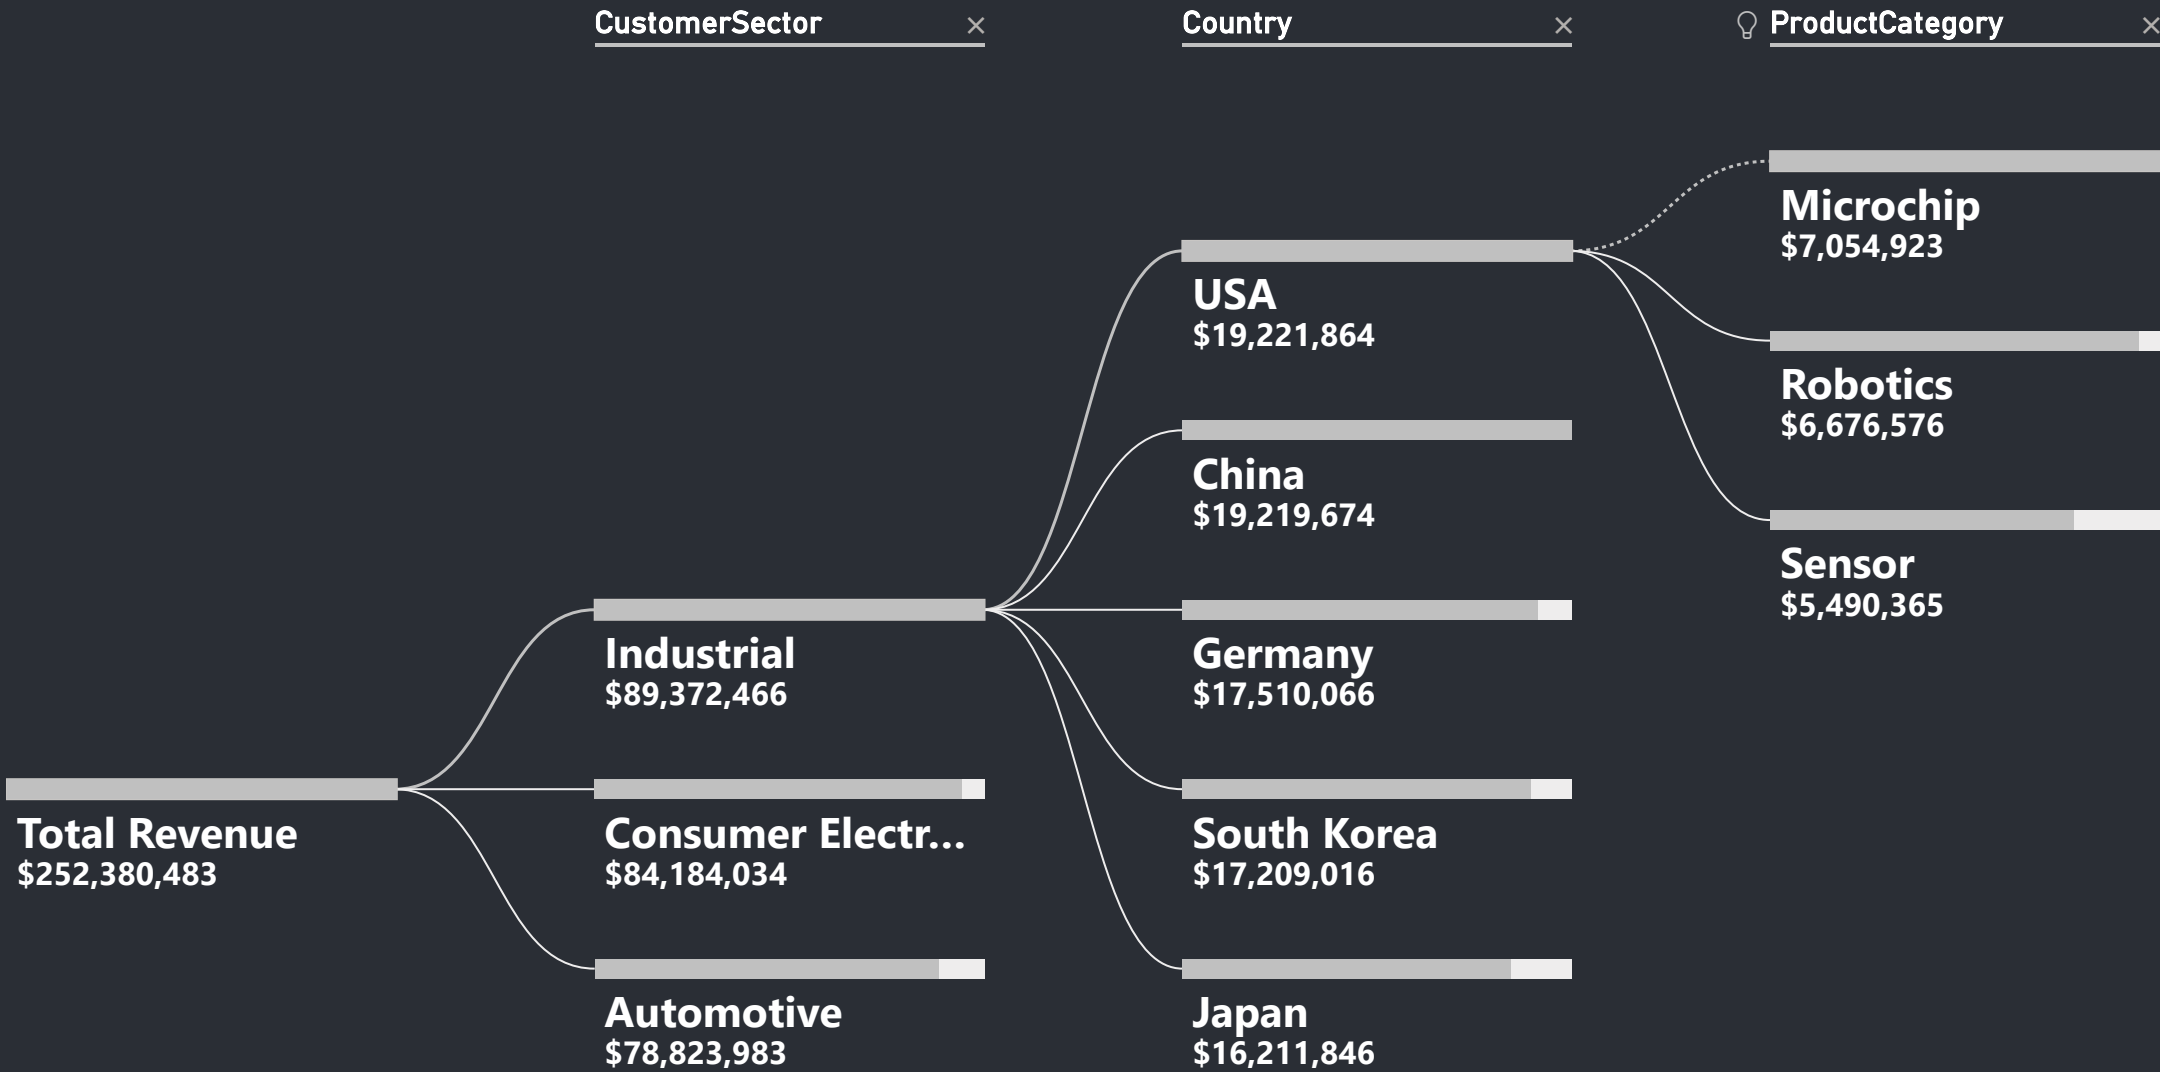 CustomerSector
Country
ProductCategory
Microchip
$7,054,923
USA
$19,221,864
Robotics
$6,676,576
China
$19,219,674
Sensor
$5,490,365
Industrial
$89,372,466
Germany
$17,510,066
Total Revenue
$252,380,483
Consumer Electr...
$84,184,034
South Korea
$17,209,016
Automotive
$78,823,983
Japan
$16,211,846